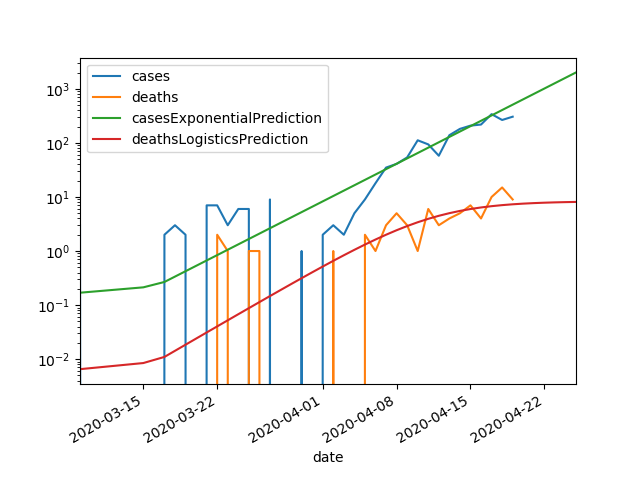 cases
deaths
casesExponentialPrediction
deathsLogisticsPrediction
10³
10²
10¹
10⁰
10⁻¹
10⁻²
2020-03-15
2020-03-22
2020-04-01
2020-04-08
2020-04-15
2020-04-22
date